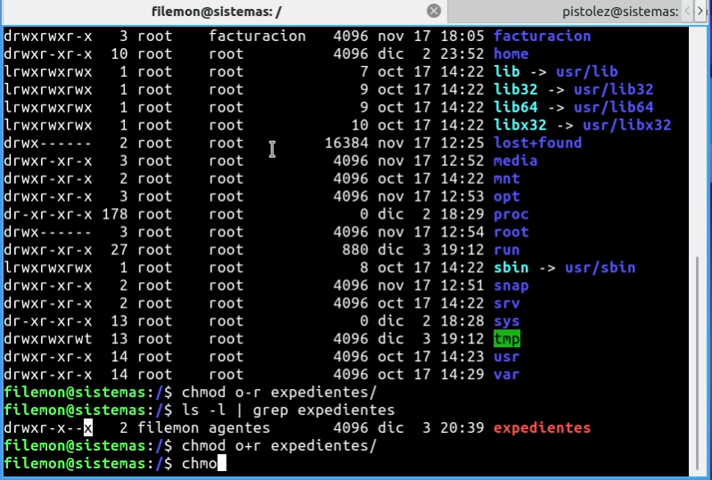 filemon@sistemas: /
pistolez@sistemas:
drwxrwxr-x 3 root facturacion 4096 nov 17 18:05 facturacion
drwxr-xr-x 10 root root 4096 dic 2 23:52 home
lrwxrwxrwx 1 root root 7 oct 17 14:22 lib -> usr/lib
lrwxrwxrwx 1 root root 9 oct 17 14:22 lib32 -> usr/lib32
lrwxrwxrwx 1 root root 9 oct 17 14:22 lib64 -> usr/lib64
lrwxrwxrwx 1 root root 10 oct 17 14:22 libx32 -> usr/libx32
drwx------ 2 root root 16384 nov 17 12:25 lost+found
drwxr-xr-x 3 root root 4096 nov 17 12:52 media
drwxr-xr-x 2 root root 4096 oct 17 14:22 mnt
drwxr-xr-x 3 root root 4096 nov 17 12:53 opt
dr-xr-xr-x 178 root root 0 dic 2 18:29 proc
drwx------ 3 root root 4096 nov 17 12:54 root
drwxr-xr-x 27 root root 880 dic 3 19:12 run
lrwxrwxrwx 1 root root 8 oct 17 14:22 sbin -> usr/sbin
drwxr-xr-x 2 root root 4096 nov 17 12:51 snap
drwxr-xr-x 2 root root 4096 oct 17 14:22 srv
dr-xr-xr-x 13 root root 0 dic 2 18:28 sys
drwxrwxrwt 13 root root 4096 dic 3 19:12 tmp
drwxr-xr-x 14 root root 4096 oct 17 14:23 usr
drwxr-xr-x 14 root root 4096 oct 17 14:29 var
filemon@sistemas:/$ chmod o-r expedientes/
filemon@sistemas:/$ ls -l | grep expedientes
drwxr-x--x 2 filemon agentes 4096 dic 3 20:39 expedientes
filemon@sistemas:/$ chmod o+r expedientes/
filemon@sistemas:/$ chmo